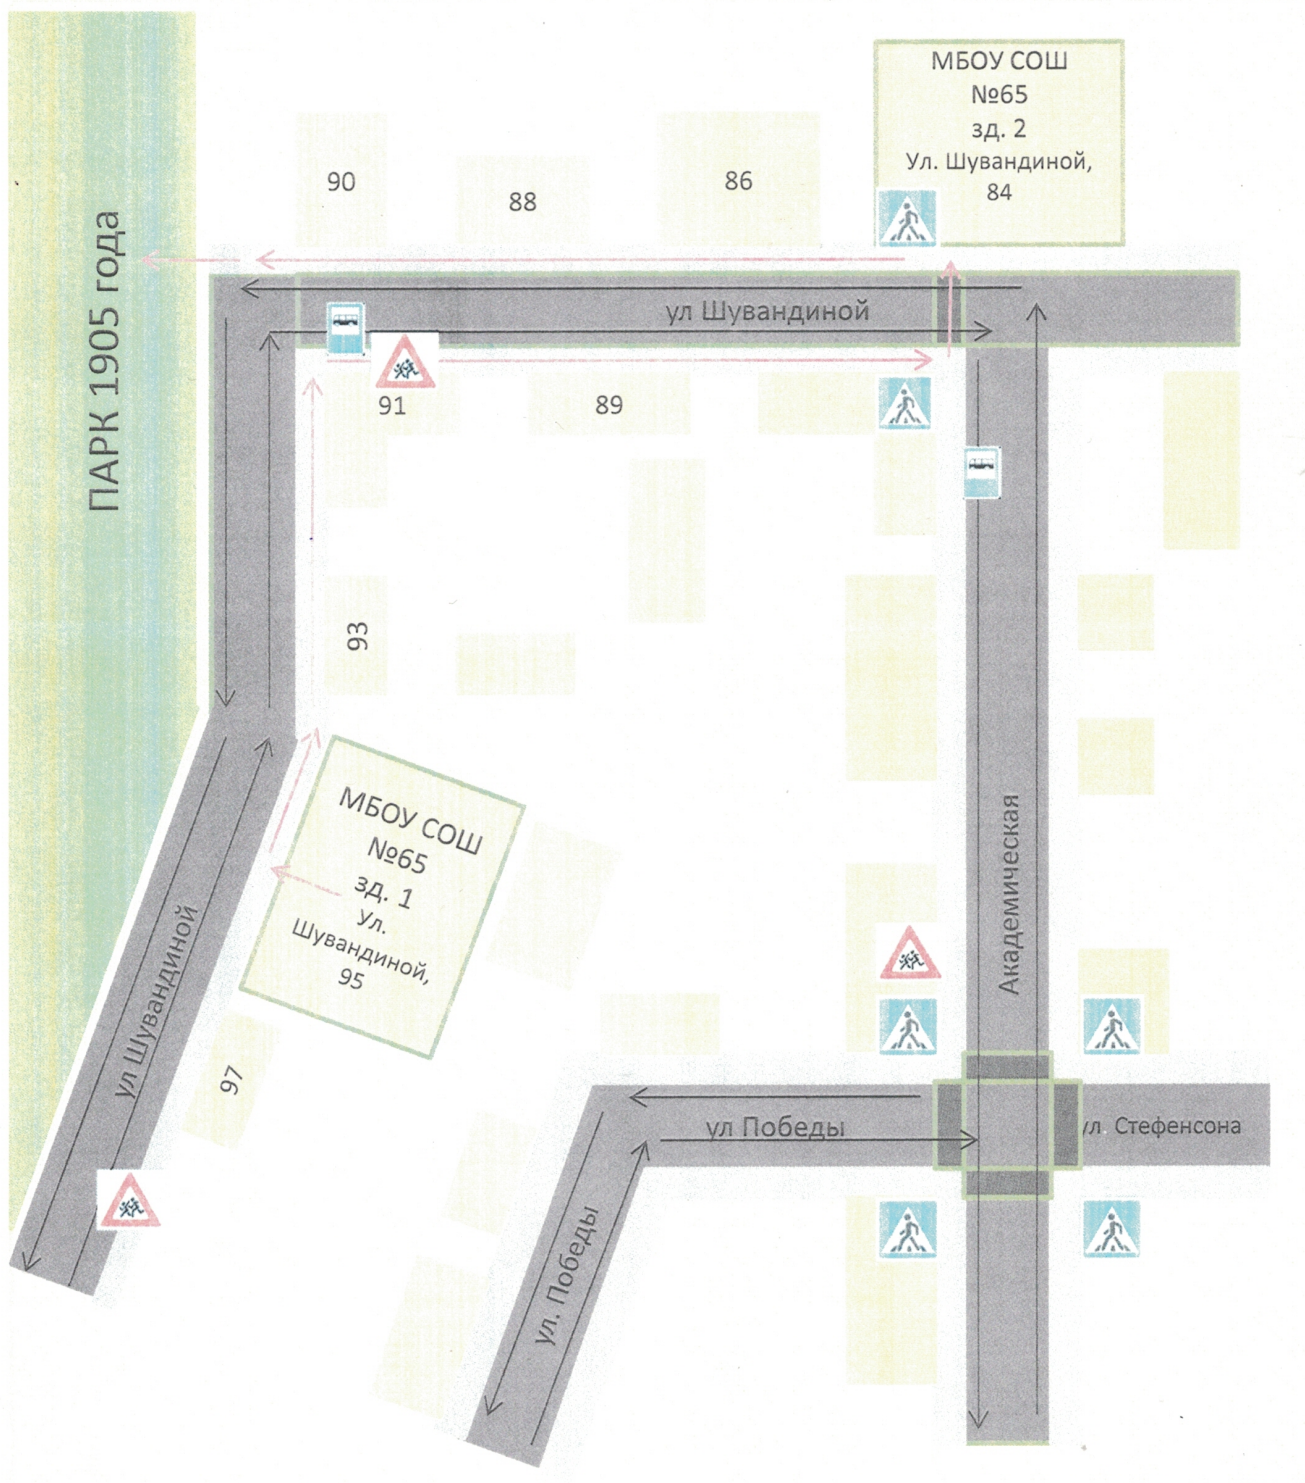 МБОУ СОШ
№65
зд. 2
Ул. Шувандиной,
84
90
88
86
ПАРК 1905 года
ул Шувандиной
91
89
93
МБОУ СОШ
№65
зд. 1
Ул.
Шувандиной,
95
Академическая
ул Шувандиной
97
ул Победы
ул. Стефенсона
ул. Победы